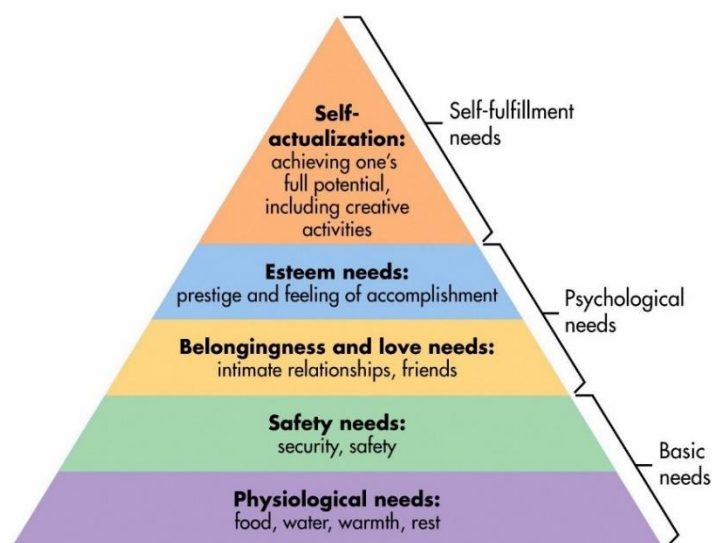 Self-
actualization:
achieving one's
full potential,
including creative
activities
Self-fulfillment
needs
Esteem needs:
prestige and feeling of accomplishment
Psychological
needs
Belongingness and love needs:
intimate relationships, friends
Safety needs:
security, safety
Basic
needs
Physiological needs:
food, water, warmth, rest